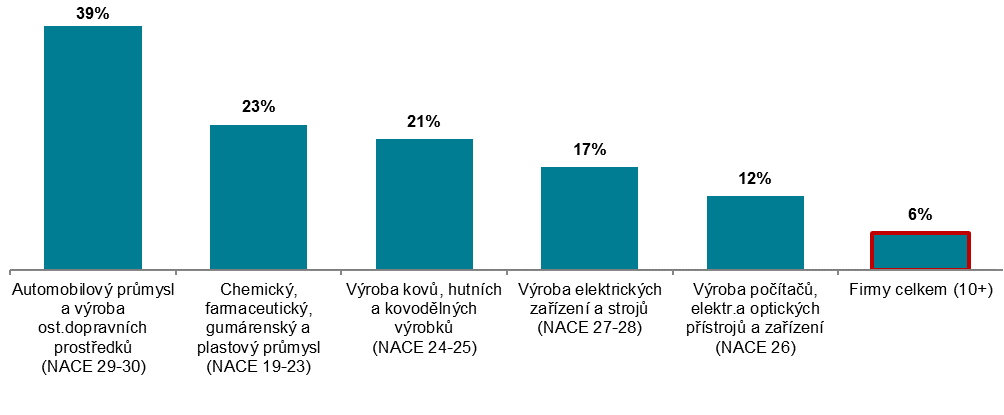 39%
23%
21%
17%
12%
6%
Automobilový průmysl
a výroba
ost.dopravních
prostředků
(NACE 29-30)
Chemický,
farmaceutický,
gumárenský a
plastový průmysl
(NACE 19-23)
Výroba kovů, hutních
a kovodělných
výrobků
(NACE 24-25)
Výroba elektrických
zařízení a strojů
(NACE 27-28)
Výroba počítačů,
elektr.a optických
přístrojů a zařízení
(NACE 26)
Firmy celkem (10+)